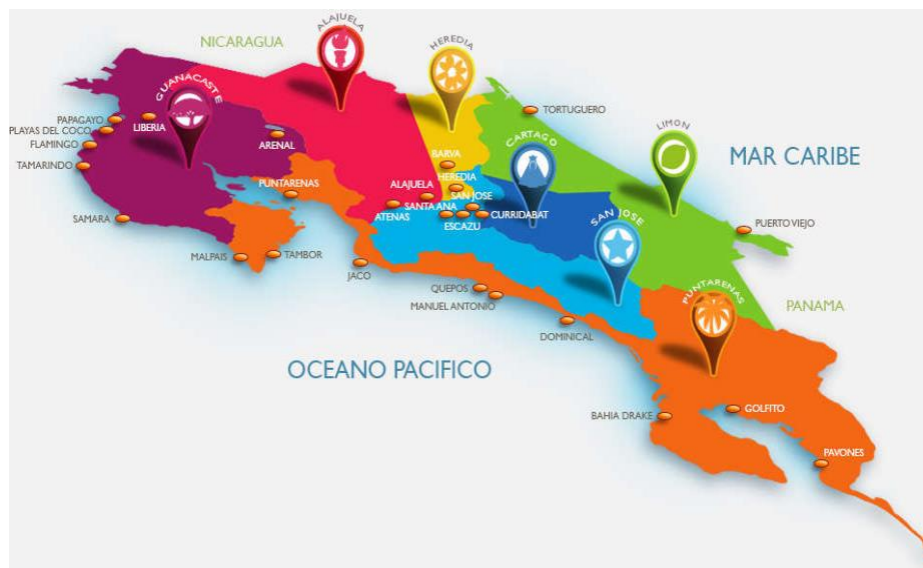 NICARAGUA
ALAJUELA
HEREDIA
GUANACASTE
TORTUGUERO
PAPAGAYO
PLAYAS DEL COCO
LIBERIA
CARTAGO
LIMON
FLAMINGO
ARENAL
MAR CARIBE
TAMARINDO
BARVA
HEREDIA
PUNTARENAS
ALAJUELA
SAN JOSE
SANTA ANA
ATENAS
CURRIDABAT
SAMARA
ESCAZU
SAN JOSE
PUERTO VIEJO
MALPAIS
TAMBOR
JACO
QUEPOS
PUNTARENAS
MANUEL ANTONIO
PANAMA
DOMINICAL
OCEANO PACIFICO
BAHIA DRAKE
GOLFITO
PAVONES